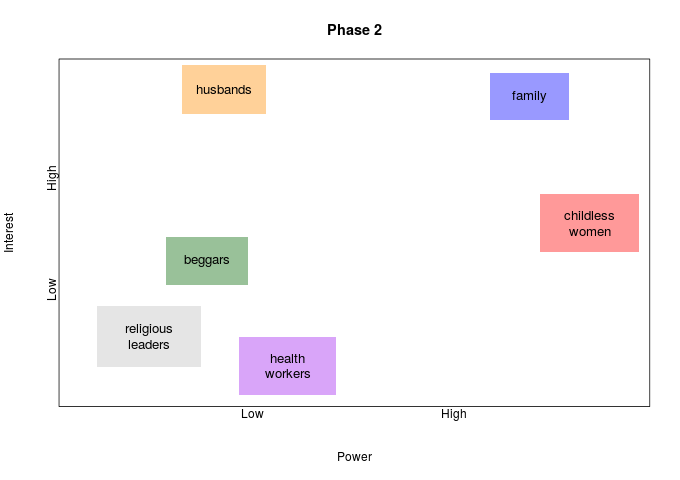 Phase 2
husbands
family
High
childless
women
Interest
beggars
Low
religious
leaders
health
workers
Low
High
Power